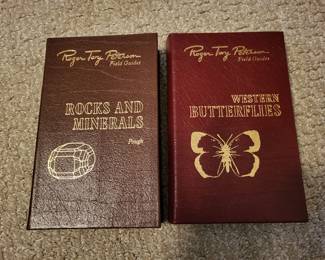 Roger Tory Peterson
Field Guides
ROCKS AND
MINERALS
Pough
Roger Tory Peterson
Field Guides
WESTERN
BUTTERFLIES